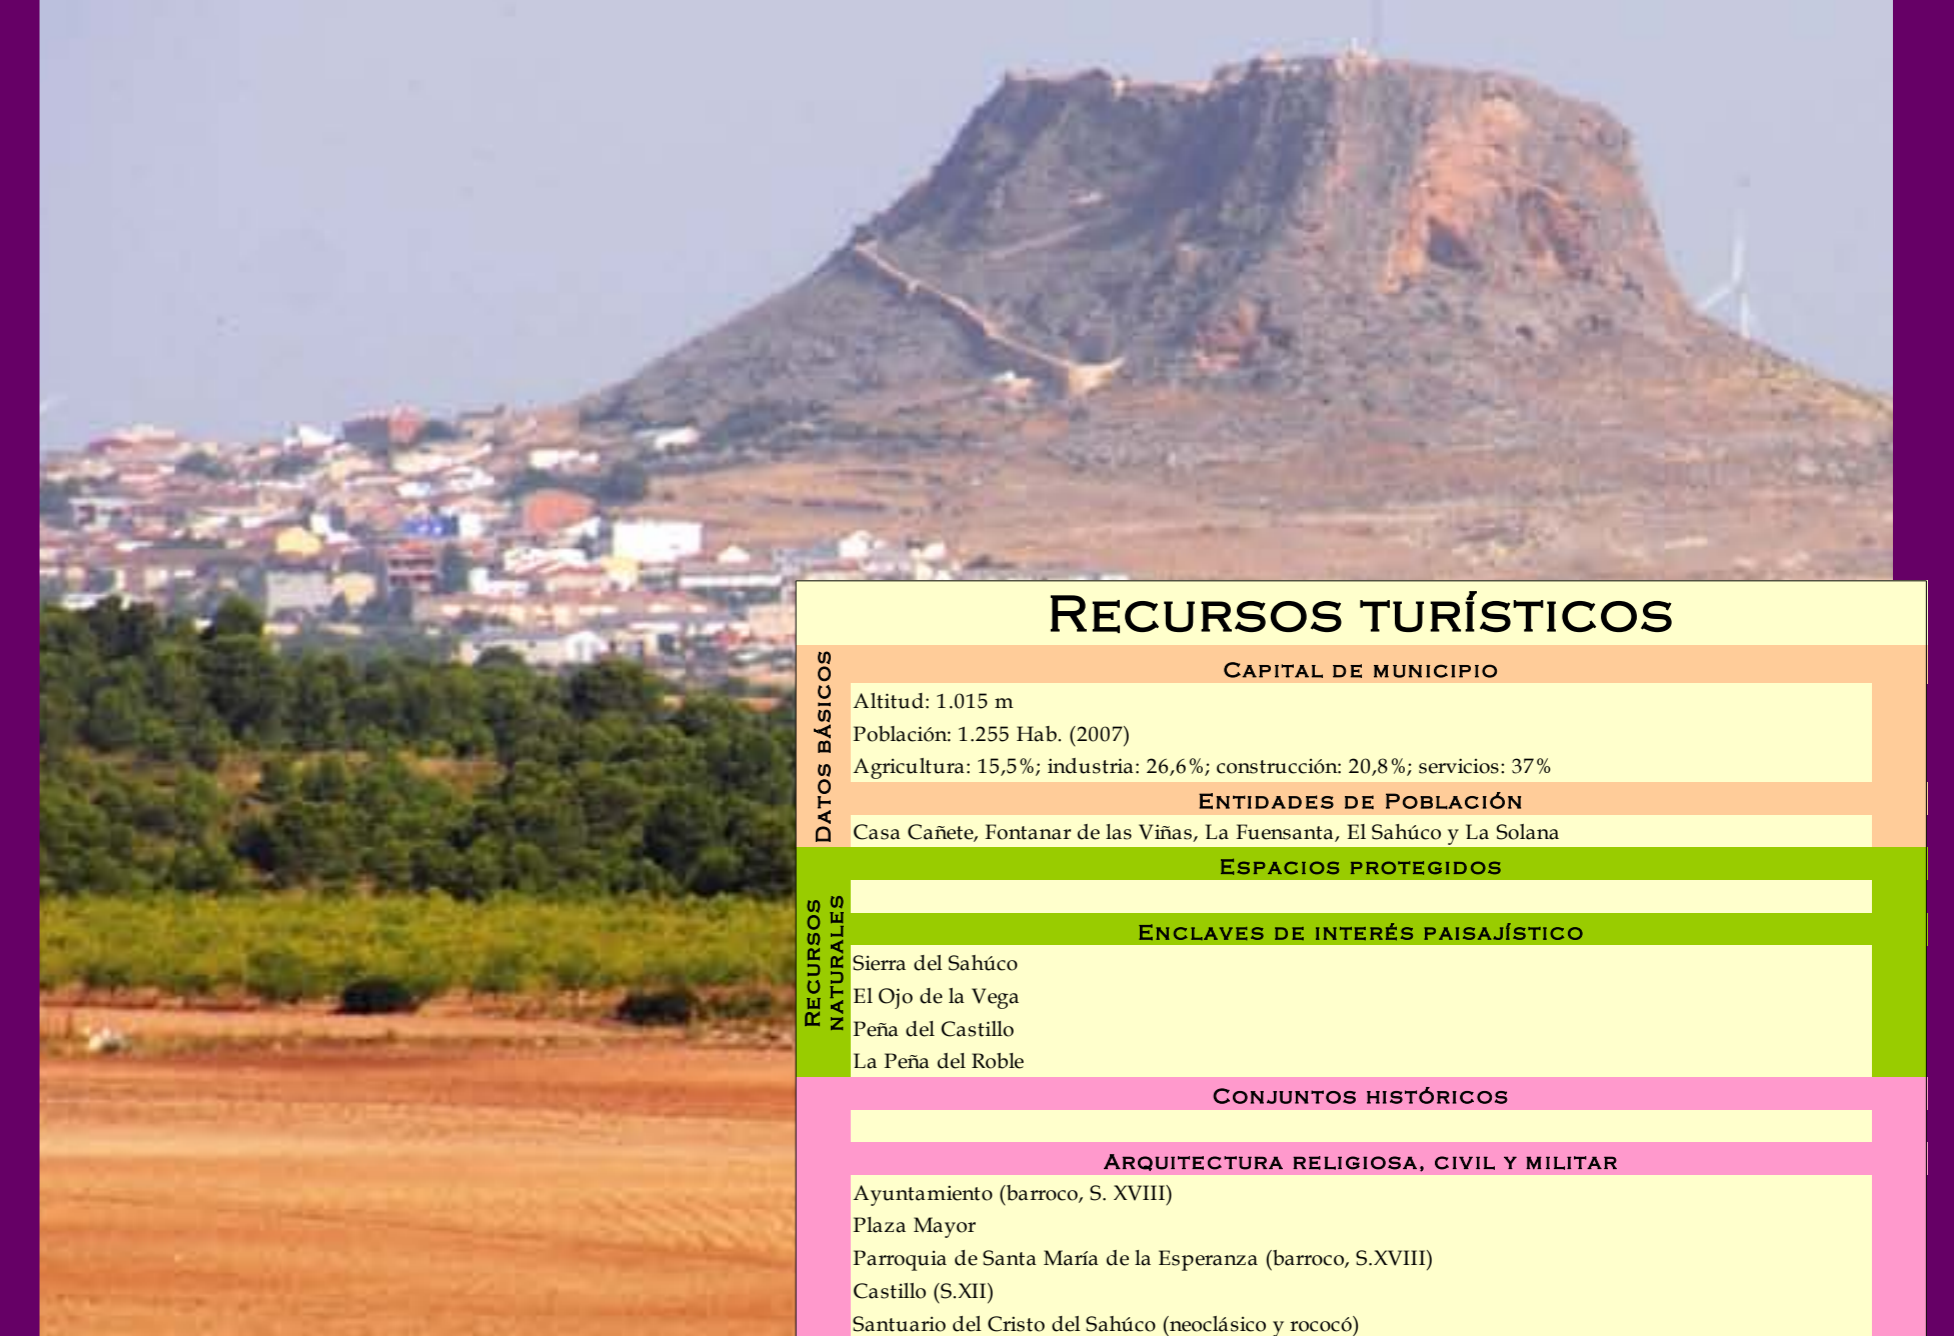 RECURSOS TURÍSTICOS
DATOS BÁSICOS
CAPITAL DE MUNICIPIO
Altitud: 1.015 m
Población: 1.255 Hab. (2007)
Agricultura: 15,5%; industria: 26,6%; construcción: 20,8%; servicios: 37%
ENTIDADES DE POBLACIÓN
Casa Cañete, Fontanar de las Viñas, La Fuensanta, El Sahúco y La Solana
RECURSOS
NATURALES
ESPACIOS PROTEGIDOS
ENCLAVES DE INTERÉS PAISAJÍSTICO
Sierra del Sahúco
El Ojo de la Vega
Peña del Castillo
La Peña del Roble
CONJUNTOS HISTÓRICOS
ARQUITECTURA RELIGIOSA, CIVIL Y MILITAR
Ayuntamiento (barroco, S. XVIII)
Plaza Mayor
Parroquia de Santa María de la Esperanza (barroco, S.XVIII)
Castillo (S.XII)
Santuario del Cristo del Sahúco (neoclásico y rococó)